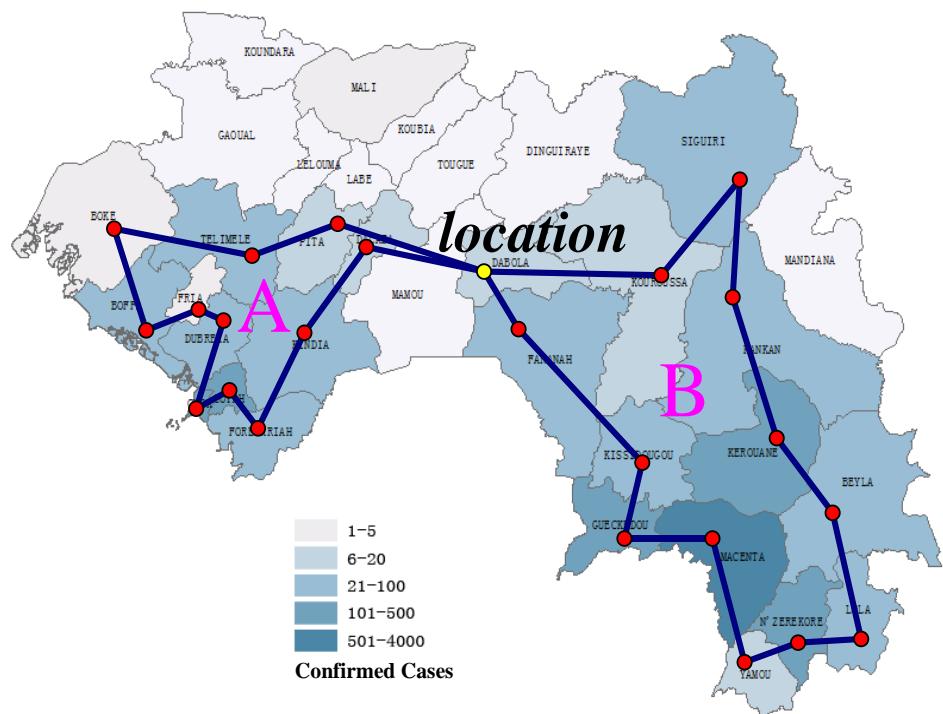 KOUNDARA
MALI
GAOUAL
KOUBIA
SIGUIRI
DINGUIRAYE
LELOUMA
TOUGUE
LABE
BOKE
location
TELIMELE
PITA
DABOLA
MANDIANA
KOUROUSSA
MAMOU
FRIA
A
BOFF
DUBREKA
KINDIA
KANKAN
FARANAH
B
FORECARIAH
KEROUANE
KISSIDOUGOU
BEYLA
GUECKEDOU
MACENTA
LOLA
N'ZEREKORE
YAMOU
1-5
6-20
21-100
101-500
501-4000
Confirmed Cases